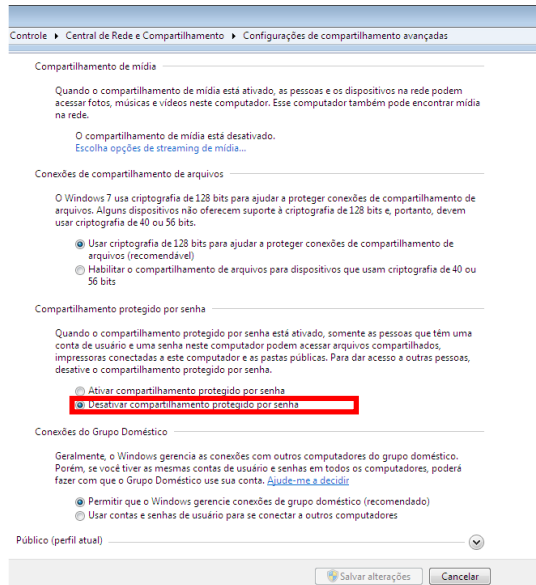 Controle ▸ Central de Rede e Compartilhamento ▸ Configurações de compartilhamento avançadas
Compartilhamento de mídia
Quando o compartilhamento de mídia está ativado, as pessoas e os dispositivos na rede podem
acessar fotos, músicas e vídeos neste computador. Esse computador também pode encontrar mídia
na rede.
O compartilhamento de mídia está desativado.
Escolha opções de streaming de mídia...
Conexões de compartilhamento de arquivos
O Windows 7 usa criptografia de 128 bits para ajudar a proteger conexões de compartilhamento de
arquivos. Alguns dispositivos não oferecem suporte à criptografia de 128 bits e, portanto, devem
usar criptografia de 40 ou 56 bits.
Usar criptografia de 128 bits para ajudar a proteger conexões de compartilhamento de
arquivos (recomendável)
Habilitar o compartilhamento de arquivos para dispositivos que usam criptografia de 40 ou
56 bits
Compartilhamento protegido por senha
Quando o compartilhamento protegido por senha está ativado, somente as pessoas que têm uma
conta de usuário e uma senha neste computador podem acessar arquivos compartilhados,
impressoras conectadas a este computador e as pastas públicas. Para dar acesso a outras pessoas,
desative o compartilhamento protegido por senha.
Ativar compartilhamento protegido por senha
Desativar compartilhamento protegido por senha
Conexões do Grupo Doméstico
Geralmente, o Windows gerencia as conexões com outros computadores do grupo doméstico.
Porém, se você tiver as mesmas contas de usuário e senhas em todos os computadores, poderá
fazer com que o Grupo Doméstico use sua conta. Ajude-me a decidir
Permitir que o Windows gerencie conexões de grupo doméstico (recomendado)
Usar contas e senhas de usuário para se conectar a outros computadores
Público (perfil atual)
Salvar alterações Cancelar